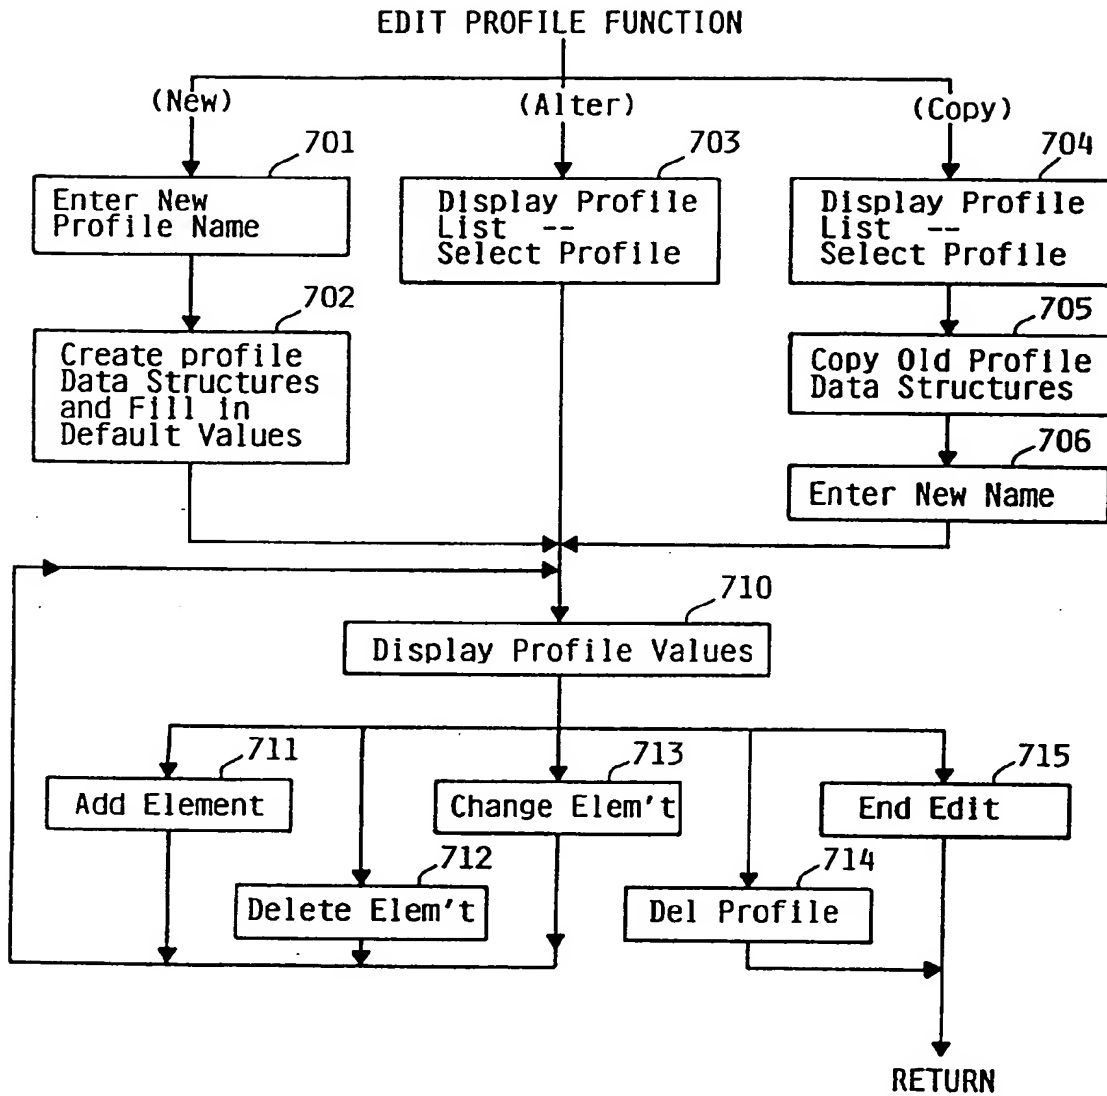 EDIT PROFILE FUNCTION
(New)
(Alter)
(Copy)
701
703
704
Enter New
Profile Name
Display Profile
List --
Select Profile
Display Profile
List --
Select Profile
702
705
Create profile
Data Structures
and Fill in
Default Values
Copy Old Profile
Data Structures
706
Enter New Name
710
Display Profile Values
711
713
715
Add Element
Change Elem't
End Edit
712
714
Delete Elem't
Del Profile
RETURN